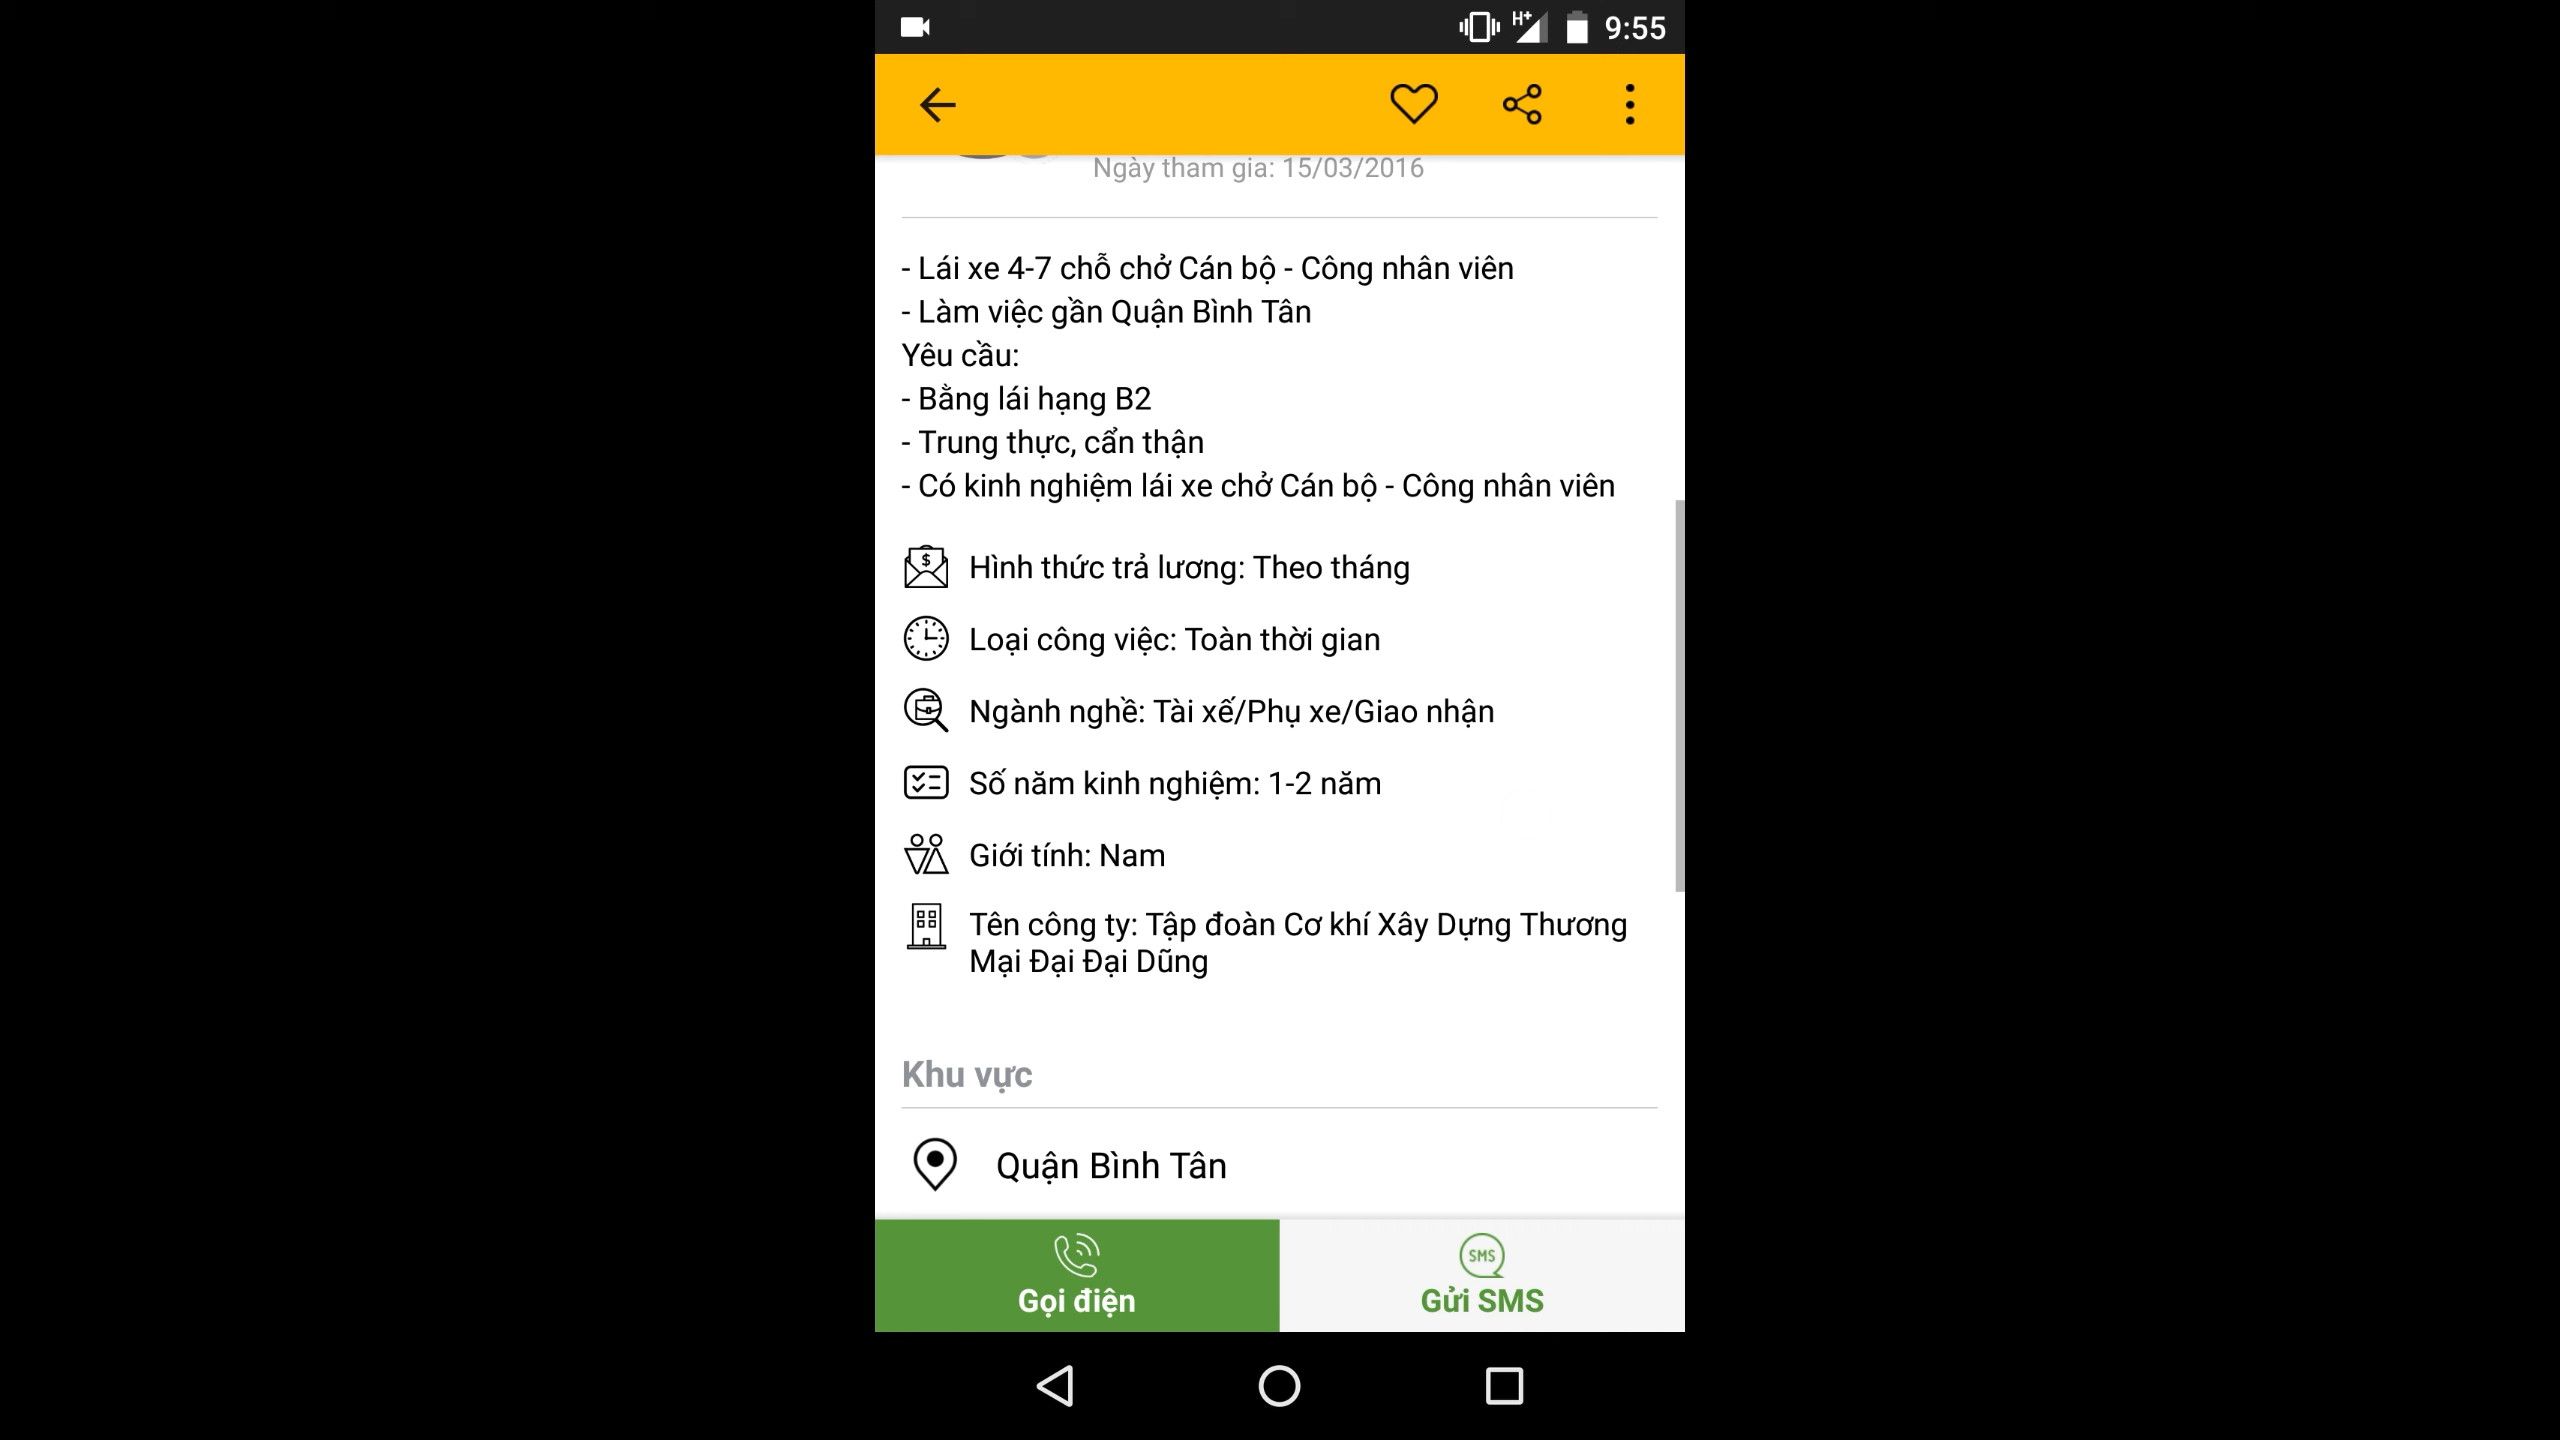 H+ 9:55
Ngày tham gia: 15/03/2016
- Lái xe 4-7 chỗ chở Cán bộ - Công nhân viên
- Làm việc gần Quận Bình Tân
Yêu cầu:
- Bằng lái hạng B2
- Trung thực, cẩn thận
- Có kinh nghiệm lái xe chở Cán bộ - Công nhân viên
$
Hình thức trả lương: Theo tháng
Loại công việc: Toàn thời gian
Ngành nghề: Tài xế/Phụ xe/Giao nhận
Số năm kinh nghiệm: 1-2 năm
Giới tính: Nam
Tên công ty: Tập đoàn Cơ khí Xây Dựng Thương
Mại Đại Đại Dũng
Khu vực
Quận Bình Tân
Gọi điện
SMS
Gửi SMS